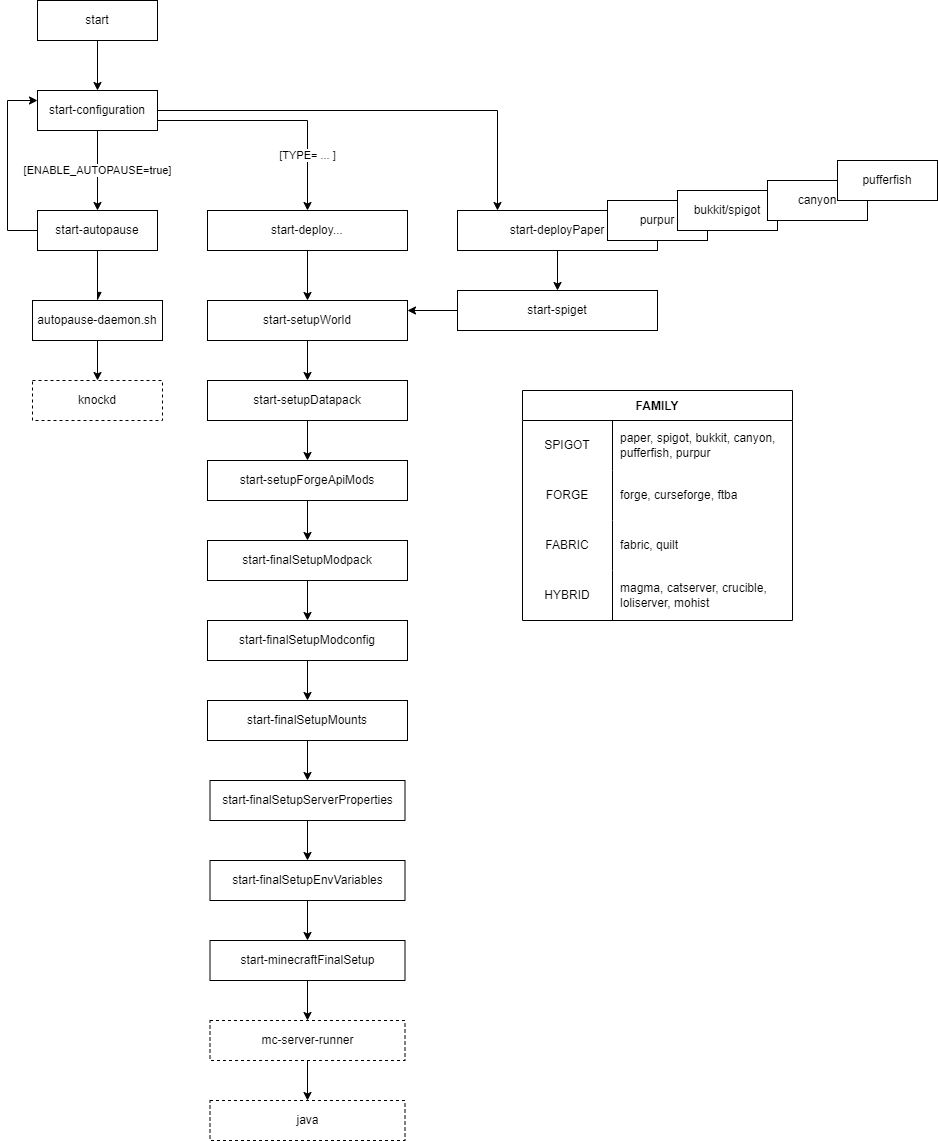 start
start-configuration
[ENABLE_AUTOPAUSE=true]
[TYPE= ... ]
pufferfish
canyon
bukkit/spigot
purpur
start-deployPaper
start-autopause
start-deploy...
autopause-daemon.sh
start-setupWorld
start-spiget
knockd
start-setupDatapack
start-setupForgeApiMods
start-finalSetupModpack
start-finalSetupModconfig
start-finalSetupMounts
start-finalSetupServerProperties
start-finalSetupEnvVariables
start-minecraftFinalSetup
mc-server-runner
java
FAMILY
SPIGOT
paper, spigot, bukkit, canyon,
pufferfish, purpur
FORGE
forge, curseforge, ftba
FABRIC
fabric, quilt
HYBRID
magma, catserver, crucible,
loliserver, mohist